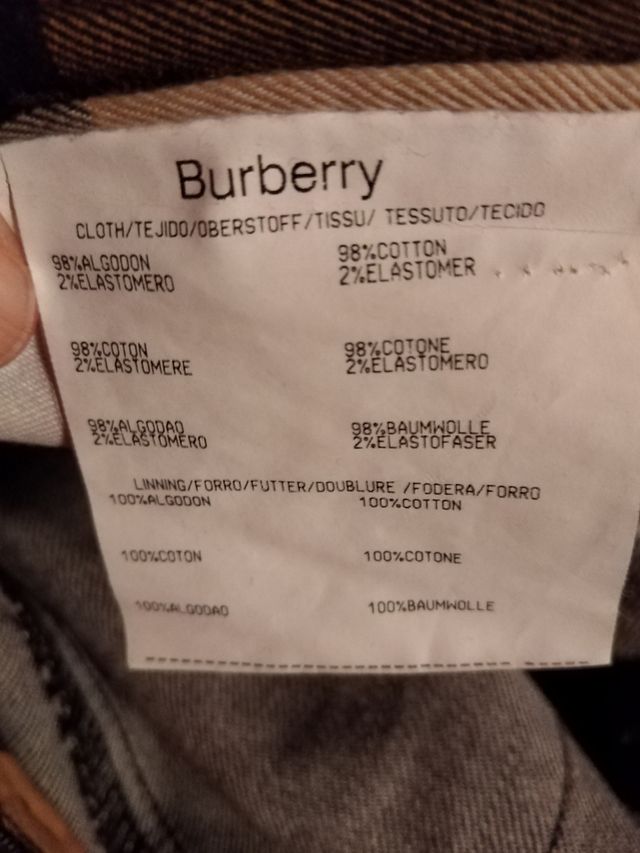 Burberry
CLOTH/TEJIDO/OBERSTOFF/TISSU/ TESSUTO/TECIDO
98%ALGODON
2%ELASTOMERO
98%COTTON
2%ELASTOMER
98%COTON
2%ELASTOMERE
98%COTONE
2%ELASTOMERO
98%ALGODAO
2%ELASTOMERO
98%BAUMWOLLE
2%ELASTOFASER
LINNING/FORRO/FUTTER/DOUBLURE /FODERA/FORRO
100%ALGODON
100%COTTON
100%COTON
100%COTONE
100%ALGODAO
100%BAUMWOLLE